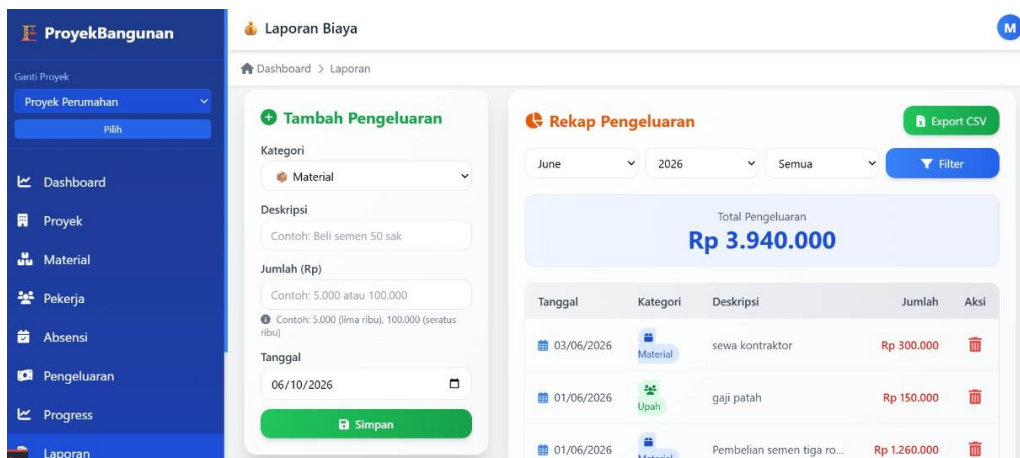 ProyekBangunan
Ganti Proyek
Proyek Perumahan
Pilih
Dashboard
Proyek
Material
Pekerja
Absensi
Pengeluaran
Progress
Laporan
Laporan Biaya
M
Dashboard > Laporan
Tambah Pengeluaran
Kategori
Material
Deskripsi
Contoh: Beli semen 50 sak
Jumlah (Rp)
Contoh: 5.000 atau 100.000
Contoh: 5.000 (lima ribu), 100.000 (seratus
ribu)
Tanggal
06/10/2026
Simpan
Rekap Pengeluaran
Export CSV
June 2026 Semua Filter
Total Pengeluaran
Rp 3.940.000
Tanggal Kategori Deskripsi Jumlah Aksi
03/06/2026 Material sewa kontraktor Rp 300.000
01/06/2026 Upah gaji patah Rp 150.000
01/06/2026 Material Pembelian semen tiga ro... Rp 1.260.000